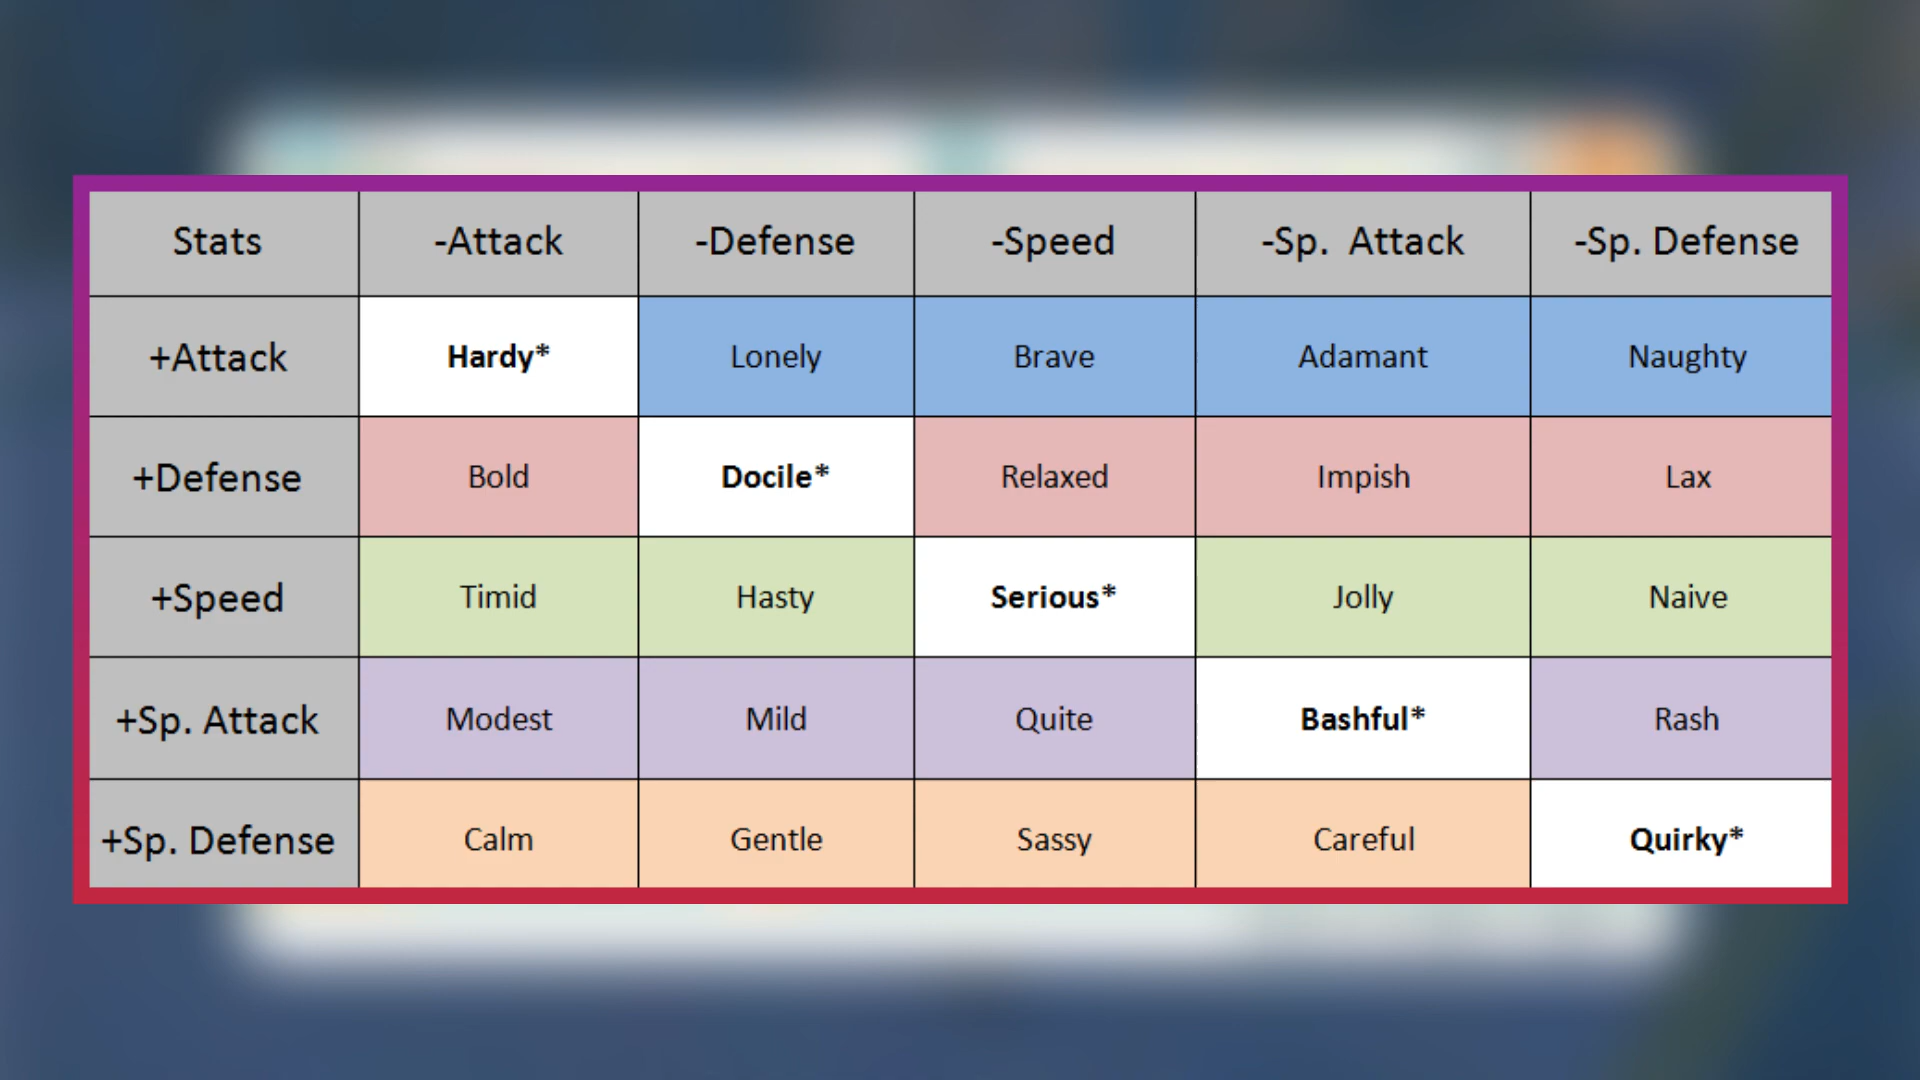 Stats -Attack -Defense -Speed -Sp. Attack -Sp. Defense
+Attack Hardy* Lonely Brave Adamant Naughty
+Defense Bold Docile* Relaxed Impish Lax
+Speed Timid Hasty Serious* Jolly Naive
+Sp. Attack Modest Mild Quite Bashful* Rash
+Sp. Defense Calm Gentle Sassy Careful Quirky*